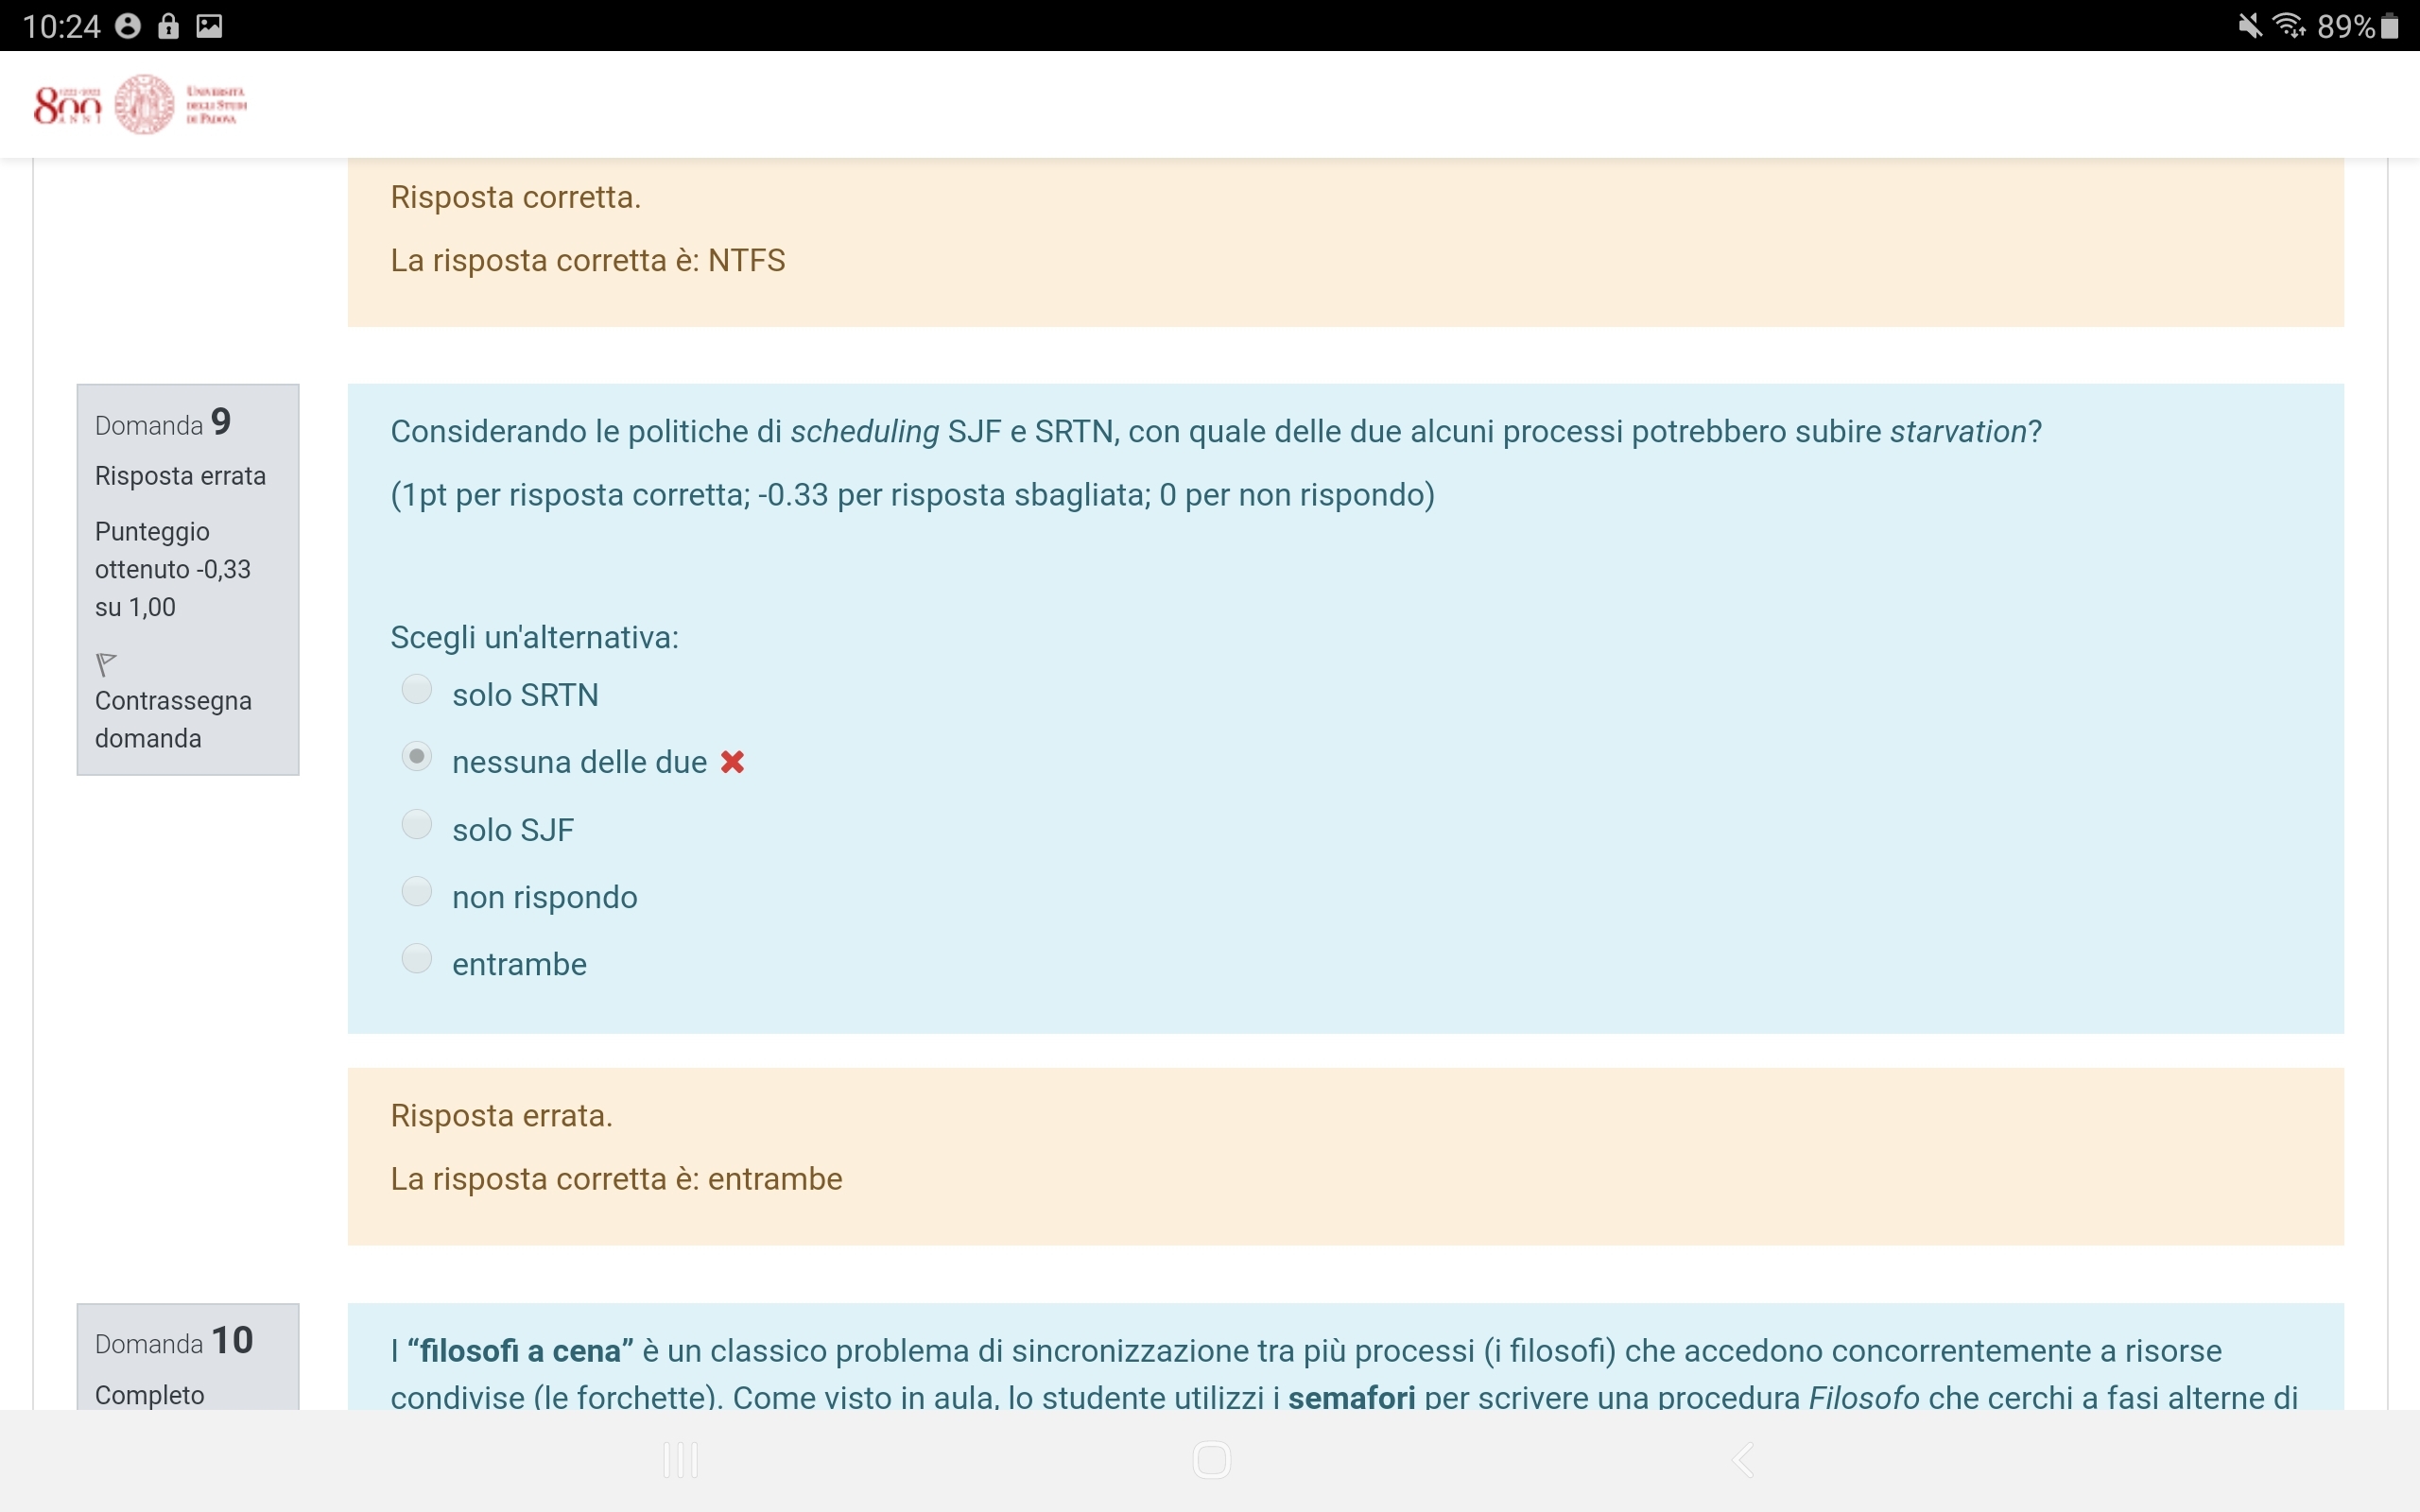 10:24
89%
800 1222-2022
ANNI
UNIVERSITÀ
DEGLI STUDI
DI PADOVA
Risposta corretta.
La risposta corretta è: NTFS
Domanda 9
Risposta errata
Punteggio
ottenuto -0,33
su 1,00
Contrassegna
domanda
Considerando le politiche di scheduling SJF e SRTN, con quale delle due alcuni processi potrebbero subire starvation?
(1pt per risposta corretta; -0.33 per risposta sbagliata; 0 per non rispondo)
Scegli un'alternativa:
solo SRTN
nessuna delle due
solo SJF
non rispondo
entrambe
Risposta errata.
La risposta corretta è: entrambe
Domanda 10
Completo
I “filosofi a cena” è un classico problema di sincronizzazione tra più processi (i filosofi) che accedono concorrentemente a risorse
condivise (le forchette). Come visto in aula, lo studente utilizzi i semafori per scrivere una procedura Filosofo che cerchi a fasi alterne di